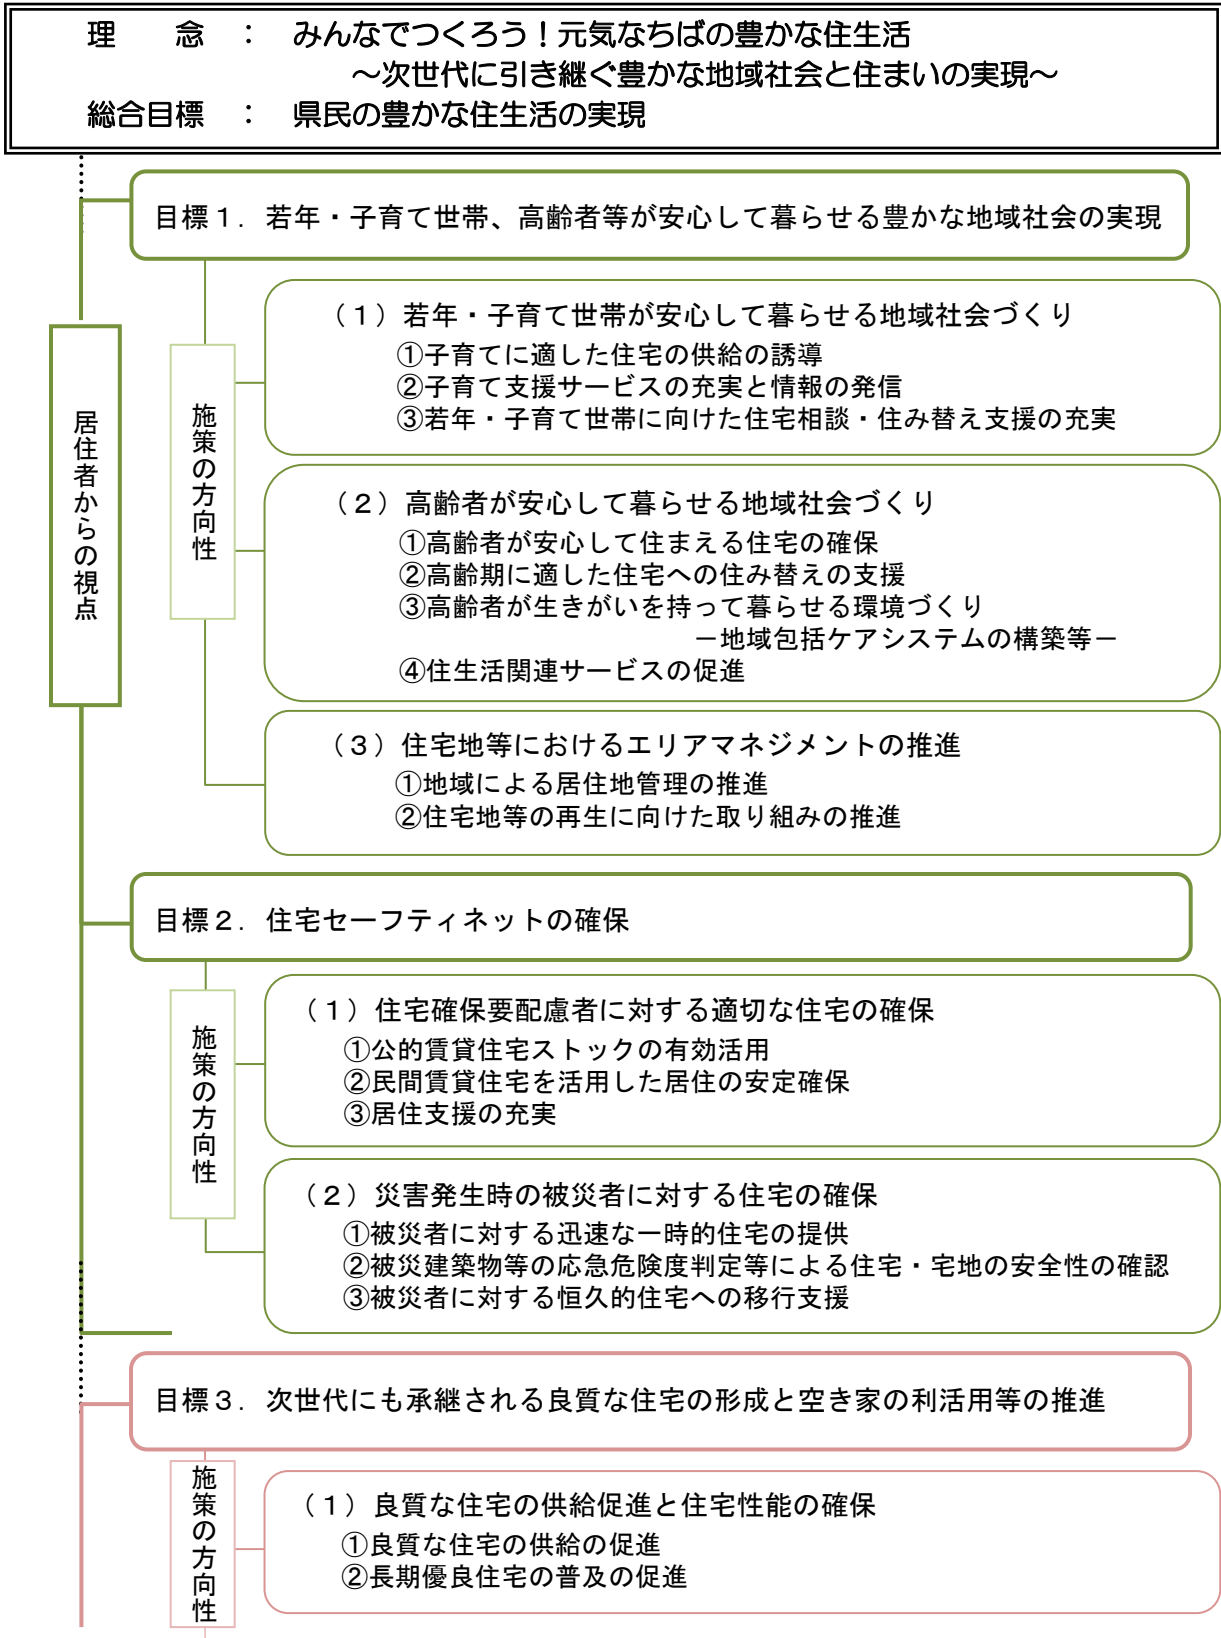 理　念　：　みんなでつくろう！元気なちばの豊かな住生活
～次世代に引き継ぐ豊かな地域社会と住まいの実現～
総合目標　：　県民の豊かな住生活の実現
目標１．若年・子育て世帯、高齢者等が安心して暮らせる豊かな地域社会の実現
居住者からの視点
施策の方向性
（１）若年・子育て世帯が安心して暮らせる地域社会づくり
①子育てに適した住宅の供給の誘導
②子育て支援サービスの充実と情報の発信
③若年・子育て世帯に向けた住宅相談・住み替え支援の充実
（２）高齢者が安心して暮らせる地域社会づくり
①高齢者が安心して住まえる住宅の確保
②高齢期に適した住宅への住み替えの支援
③高齢者が生きがいを持って暮らせる環境づくり
－地域包括ケアシステムの構築等－
④住生活関連サービスの促進
（３）住宅地等におけるエリアマネジメントの推進
①地域による居住地管理の推進
②住宅地等の再生に向けた取り組みの推進
目標２．住宅セーフティネットの確保
施策の方向性
（１）住宅確保要配慮者に対する適切な住宅の確保
①公的賃貸住宅ストックの有効活用
②民間賃貸住宅を活用した居住の安定確保
③居住支援の充実
（２）災害発生時の被災者に対する住宅の確保
①被災者に対する迅速な一時的住宅の提供
②被災建築物等の応急危険度判定等による住宅・宅地の安全性の確認
③被災者に対する恒久的住宅への移行支援
目標３．次世代にも承継される良質な住宅の形成と空き家の利活用等の推進
施策の方向性
（１）良質な住宅の供給促進と住宅性能の確保
①良質な住宅の供給の促進
②長期優良住宅の普及の促進